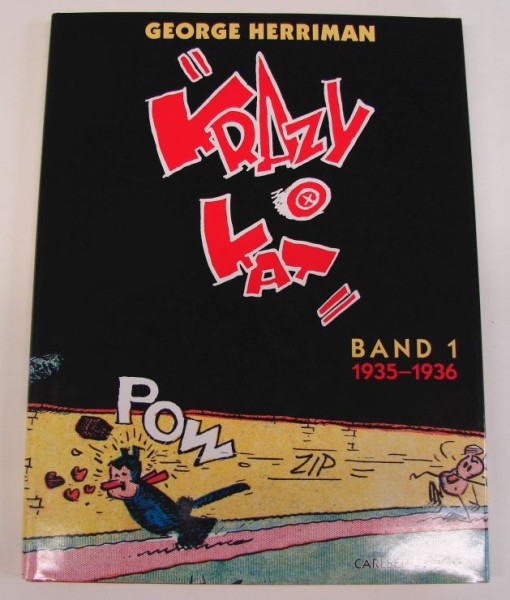 GEORGE HERRIMAN
"KRAZY
KAT"
BAND 1
1935–1936
POW
ZIP